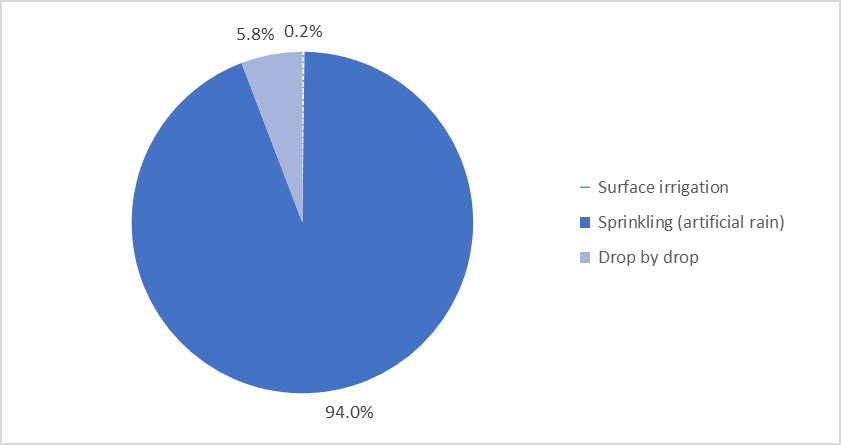 5.8%
0.2%
Surface irrigation
Sprinkling (artificial rain)
Drop by drop
94.0%